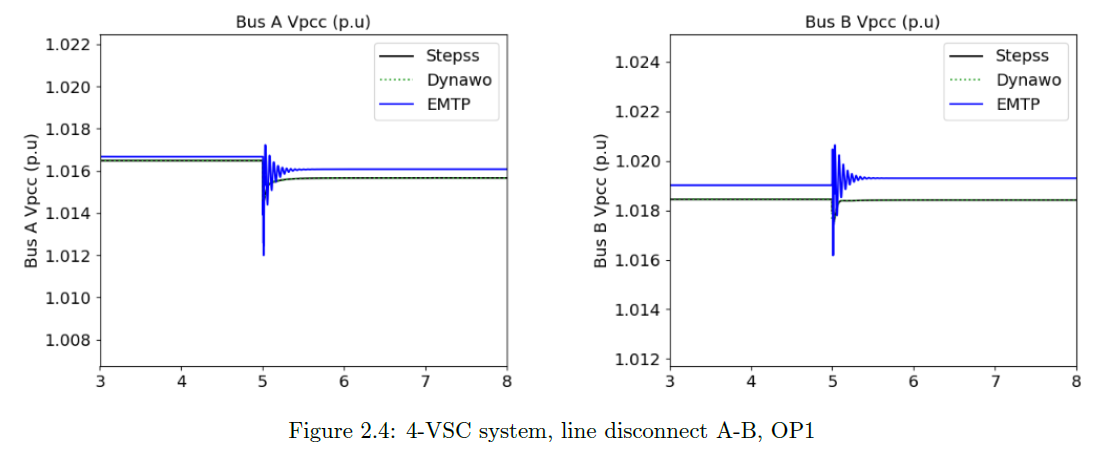 Bus A Vpcc (p.u)
Bus A Vpcc (p.u)
1.022
1.020
1.018
1.016
1.014
1.012
1.010
1.008
3 4 5 6 7 8
Stepss
Dynawo
EMTP
Bus B Vpcc (p.u)
Bus B Vpcc (p.u)
1.024
1.022
1.020
1.018
1.016
1.014
1.012
3 4 5 6 7 8
Stepss
Dynawo
EMTP
Figure 2.4: 4-VSC system, line disconnect A-B, OP1